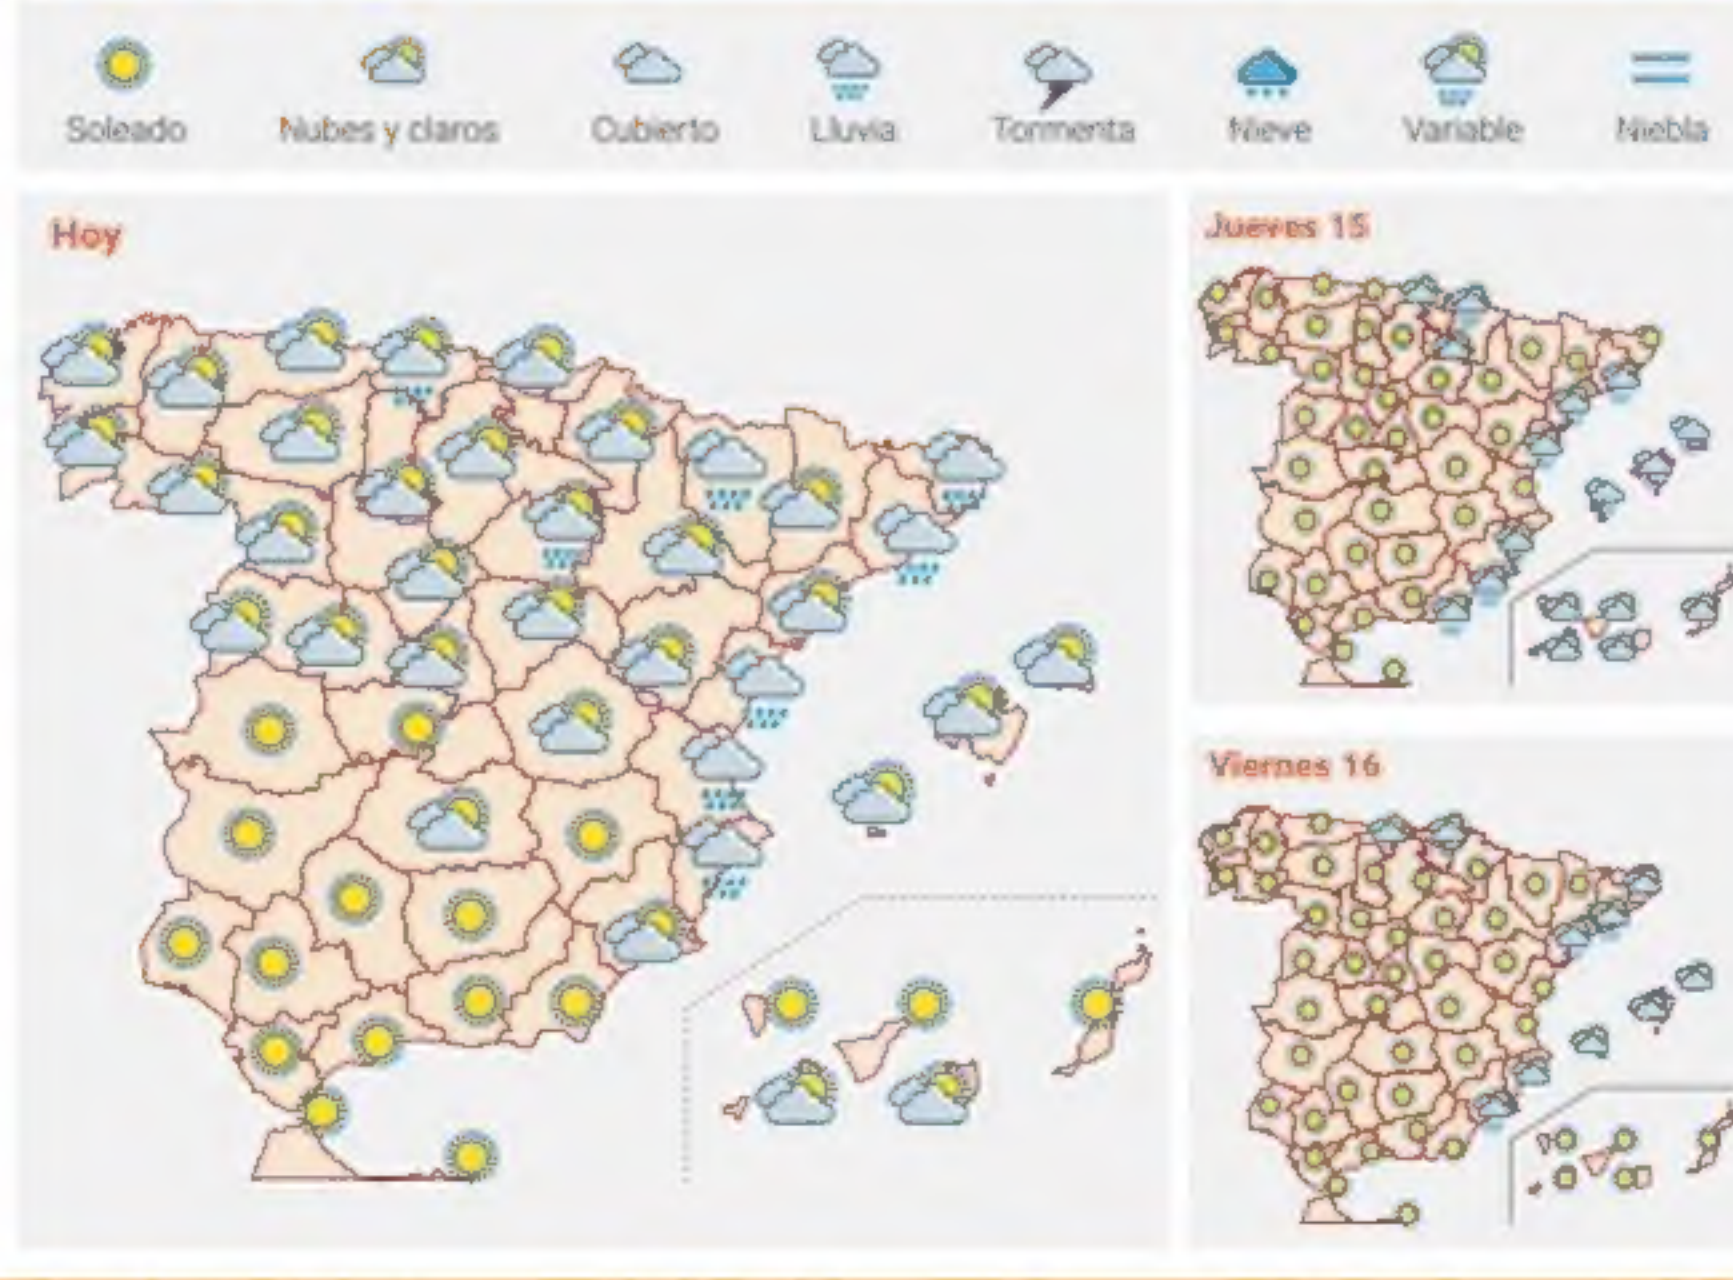 Soleado
Nubes y claros
Cubierto
Lluvia
Tormenta
Nieve
Variable
Niebla
Hoy
Jueves 15
Viernes 16